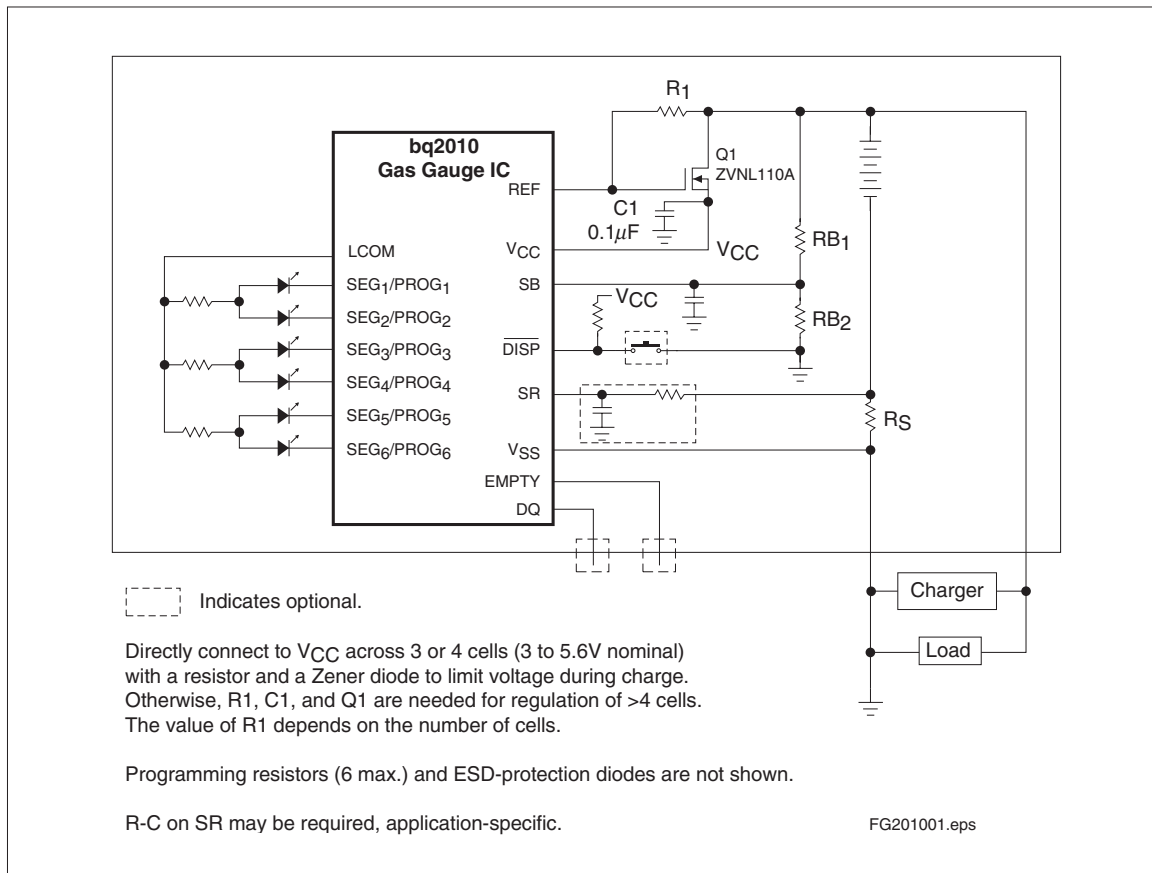 bq2010
Gas Gauge IC
R1
Q1
ZVNL110A
REF
C1
0.1µF
VCC
VCC
LCOM
SEG1/PROG1
SB
RB1
VCC
SEG2/PROG2
RB2
SEG3/PROG3
DISP
SEG4/PROG4
SR
SEG5/PROG5
RS
SEG6/PROG6
VSS
EMPTY
DQ
Charger
Load
Indicates optional.
Directly connect to VCC across 3 or 4 cells (3 to 5.6V nominal)
with a resistor and a Zener diode to limit voltage during charge.
Otherwise, R1, C1, and Q1 are needed for regulation of >4 cells.
The value of R1 depends on the number of cells.
Programming resistors (6 max.) and ESD-protection diodes are not shown.
R-C on SR may be required, application-specific.
FG201001.eps